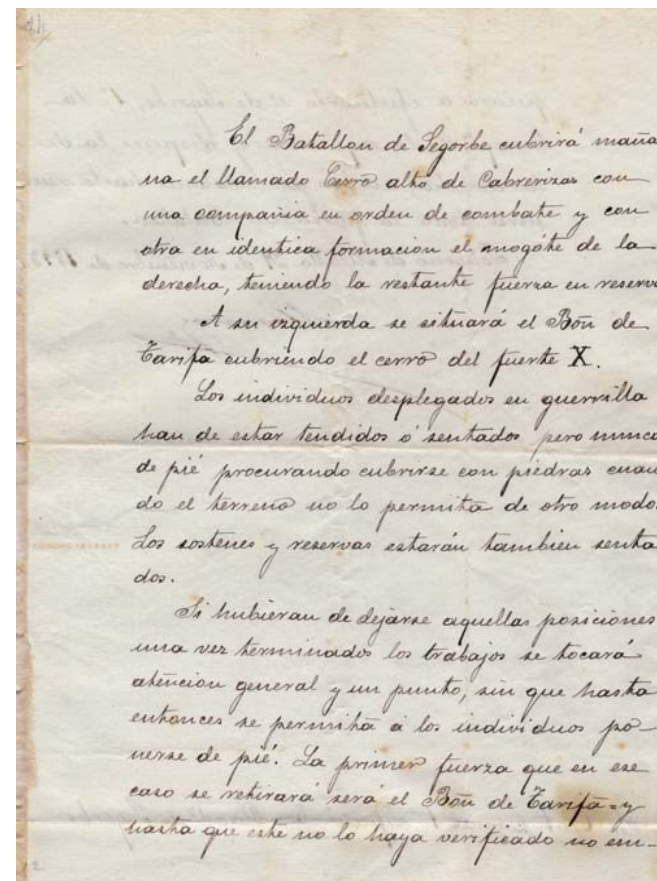 El Batallon de Segorbe cubrirá maña
na el llamado Cerro alto de Cabrerizas con
una compañia en orden de combate y con
otra en identica formacion el mogóte de la
derecha, teniendo la restante fuerza en reserva
A su izquierda se situará el Bōn de
Tarifa cubriendo el cerro del fuerte X.
Los individuos desplegados en guerrilla
han de estar tendidos ó sentados pero nunca
de pié procurando cubrirse con piedras cuan
do el terreno no lo permita de otro modo.
Los sostenes y reservas estarán tambien senta
dos.
Si hubieran de dejarse aquellas posiciones
una vez terminados los trabajos se tocará
atención general y un punto, sin que hasta
entonces se permita á los individuos po-
nerse de pié. La primer fuerza que en ese
caso se retirará será el Bōn de Tarifa=y
hasta que este no lo haya verificado no em-